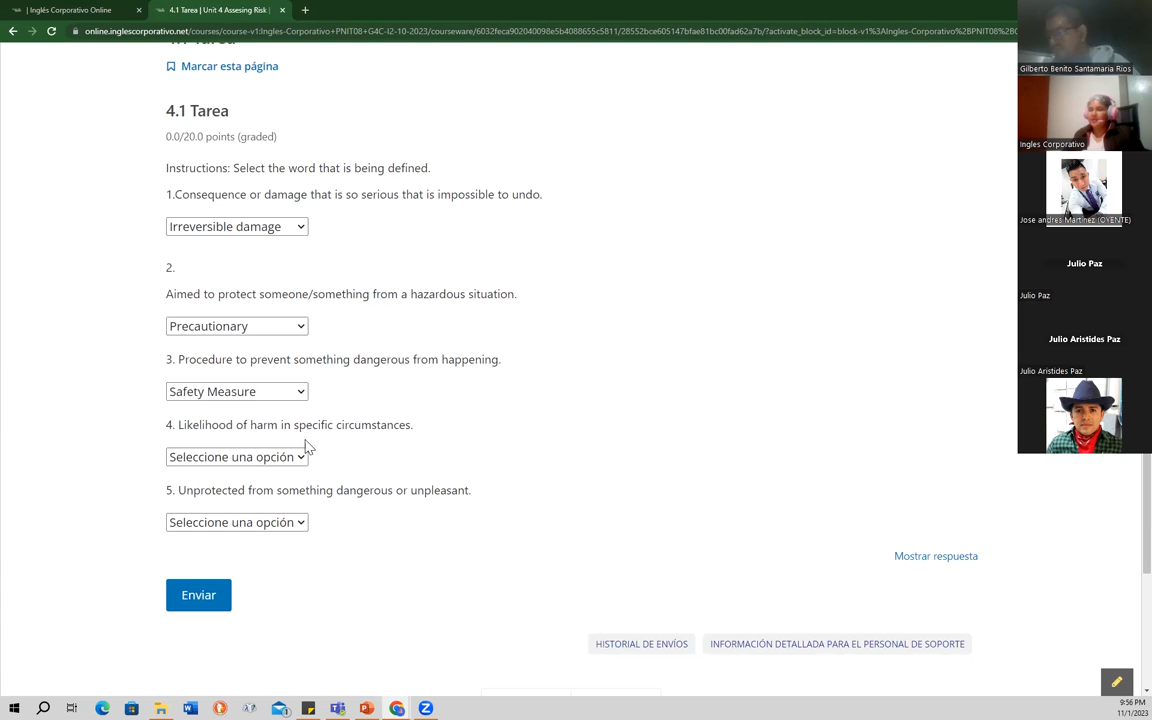 | Inglés Corporativo Online
4.1 Tarea | Unit 4 Assesing Risk |
online.inglescorporativo.net/courses/course-v1:Ingles-Corporativo+PNIT08+G4C-I2-10-2023/courseware/6032feca902040098e5b4088655c5811/28552bce605147bfae81bc00fad62a7b/?activate_block_id=block-v1%3AIngles-Corporativo%2BPNIT08%2BG
4.1 Tarea
Marcar esta página
4.1 Tarea
0.0/20.0 points (graded)
Instructions: Select the word that is being defined.
1.Consequence or damage that is so serious that is impossible to undo.
Irreversible damage
2.
Aimed to protect someone/something from a hazardous situation.
Precautionary
3. Procedure to prevent something dangerous from happening.
Safety Measure
4. Likelihood of harm in specific circumstances.
Seleccione una opción
5. Unprotected from something dangerous or unpleasant.
Seleccione una opción
Mostrar respuesta
Enviar
HISTORIAL DE ENVÍOS
INFORMACIÓN DETALLADA PARA EL PERSONAL DE SOPORTE
Gilberto Benito Santamaria Rios
Ingles Corporativo
Jose andres Martinez (OYENTE)
Julio Paz
Julio Paz
Julio Aristides Paz
Julio Aristides Paz
9:56 PM
11/1/2023